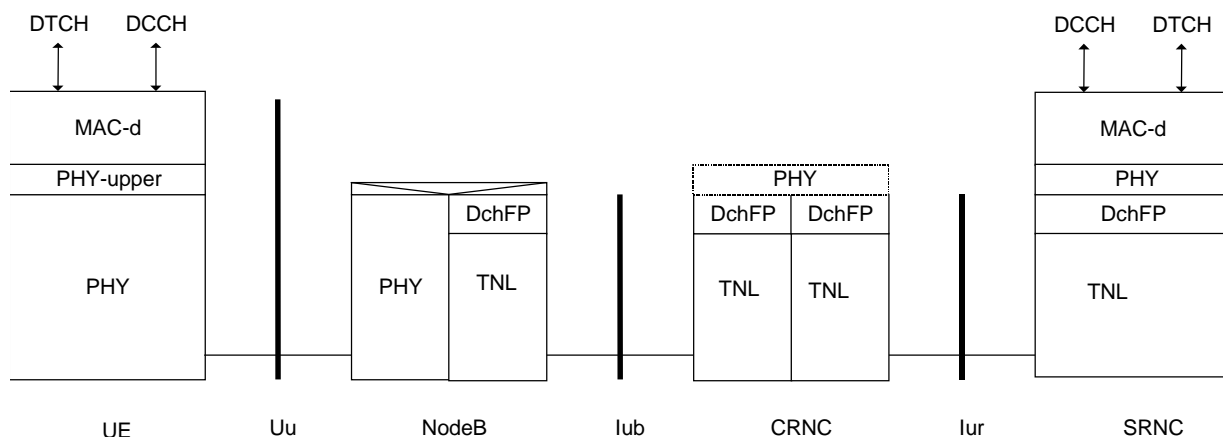 DTCH DCCH DCCH DTCH
MAC-d MAC-d
PHY-upper PHY PHY
DchFP DchFP DchFP DchFP
PHY PHY TNL TNL TNL TNL
UE Uu NodeB Iub CRNC Iur SRNC